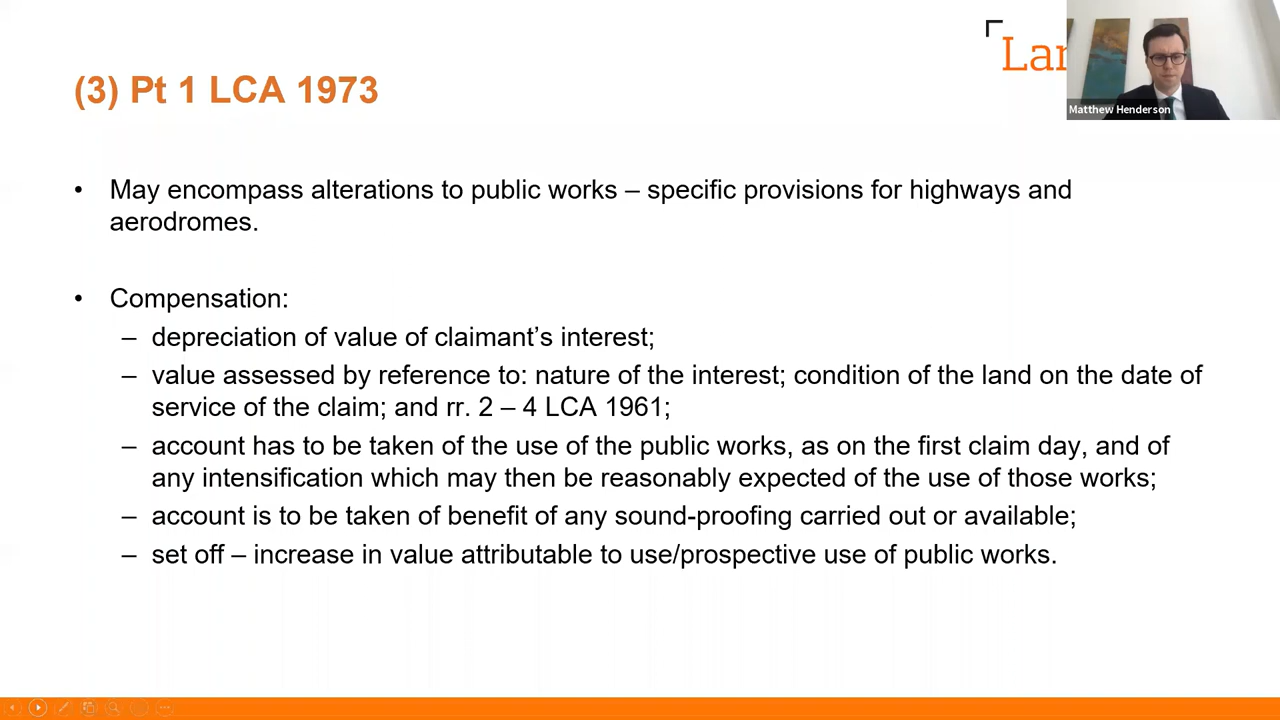 (3) Pt 1 LCA 1973
Matthew Henderson
• May encompass alterations to public works – specific provisions for highways and
aerodromes.
• Compensation:
– depreciation of value of claimant’s interest;
– value assessed by reference to: nature of the interest; condition of the land on the date of
service of the claim; and rr. 2 – 4 LCA 1961;
– account has to be taken of the use of the public works, as on the first claim day, and of
any intensification which may then be reasonably expected of the use of those works;
– account is to be taken of benefit of any sound-proofing carried out or available;
– set off – increase in value attributable to use/prospective use of public works.